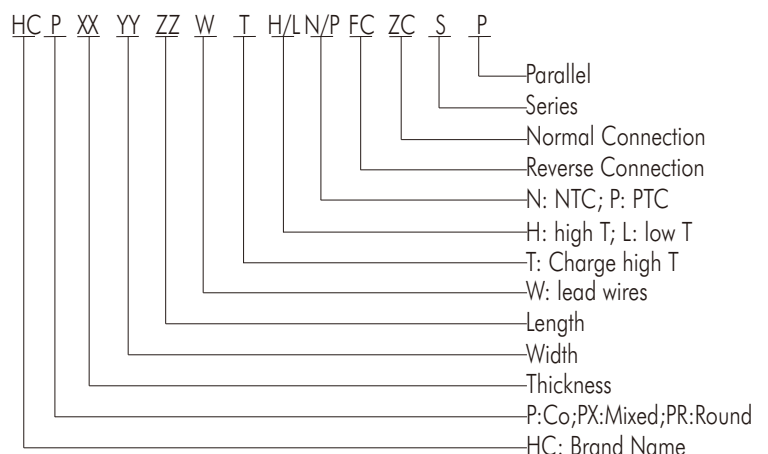 HC P XX YY ZZ W T H/L N/P FC ZC S P
Parallel
Series
Normal Connection
Reverse Connection
N: NTC; P: PTC
H: high T; L: low T
T: Charge high T
W: lead wires
Length
Width
Thickness
P:Co;PX:Mixed;PR:Round
HC: Brand Name